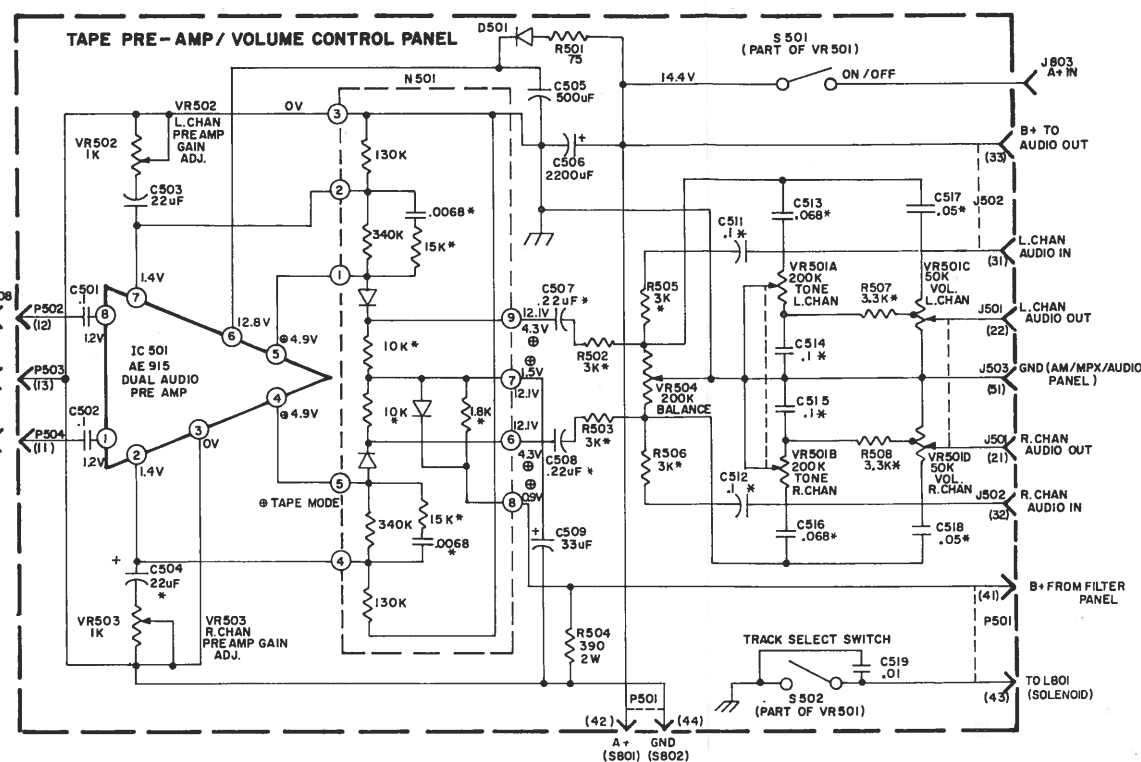 TAPE PRE-AMP/ VOLUME CONTROL PANEL
D501
R501
75
S 501
(PART OF VR501)
ON/OFF
14.4V
J803
A+ IN
N 501
C505
500uF
VR502
OV
L.CHAN
PREAMP
GAIN
ADJ.
VR502
1K
3
130K
+
C506
2200uF
B+ TO
AUDIO OUT
(33)
C503
22uF
2
.0068*
340K
15K*
C513
.068*
C517
.05*
J502
C511
.1*
L.CHAN
AUDIO IN
(31)
1.4V
7
1
C501
.1
08
P502
(12)
8
1.2V
12.8V
6
5
⊕ 4.9V
9
12.1V
4.3V
⊕
C507
.22uF*
R505
3K
*
VR501A
200K
TONE
L.CHAN
R507
3.3K*
VR501C
50K
VOL.
L.CHAN
J501
L.CHAN
AUDIO OUT
(22)
IC 501
AE 915
DUAL AUDIO
PRE AMP
10K*
R502
3K*
C514
.1*
P503
(13)
⊕
1.5V
7
12.1V
VR504
200K
BALANCE
J503
GND(AM/MPX/AUDIO
PANEL)
(51)
4
⊕ 4.9V
10K
*
1.8K
*
C502
.1
P504
(11)
1
1.2V
3
OV
2
1.4V
12.1V
6
4.3V
⊕
C508
.22uF*
R503
3K*
R506
3K*
C515
.1*
VR501B
200K
TONE
R.CHAN
R508
3.3K*
VR501D
50K
VOL.
R.CHAN
J501
R.CHAN
AUDIO OUT
(21)
⊕ TAPE MODE
5
8
⊕
0.9V
C512
.1
*
J502
R.CHAN
AUDIO IN
(32)
340K
15K*
.0068
*
+
C509
33uF
C516
.068*
C518
.05*
+
C504
22uF
*
4
130K
B+FROM FILTER
PANEL
(41)
P501
VR503
1K
VR503
R.CHAN
PREAMP GAIN
ADJ.
R504
390
2W
TRACK SELECT SWITCH
C519
.01
S502
(PART OF VR501)
TO L801
(SOLENOID)
(43)
P501
(42)
(44)
A+
(S801)
GND
(S802)